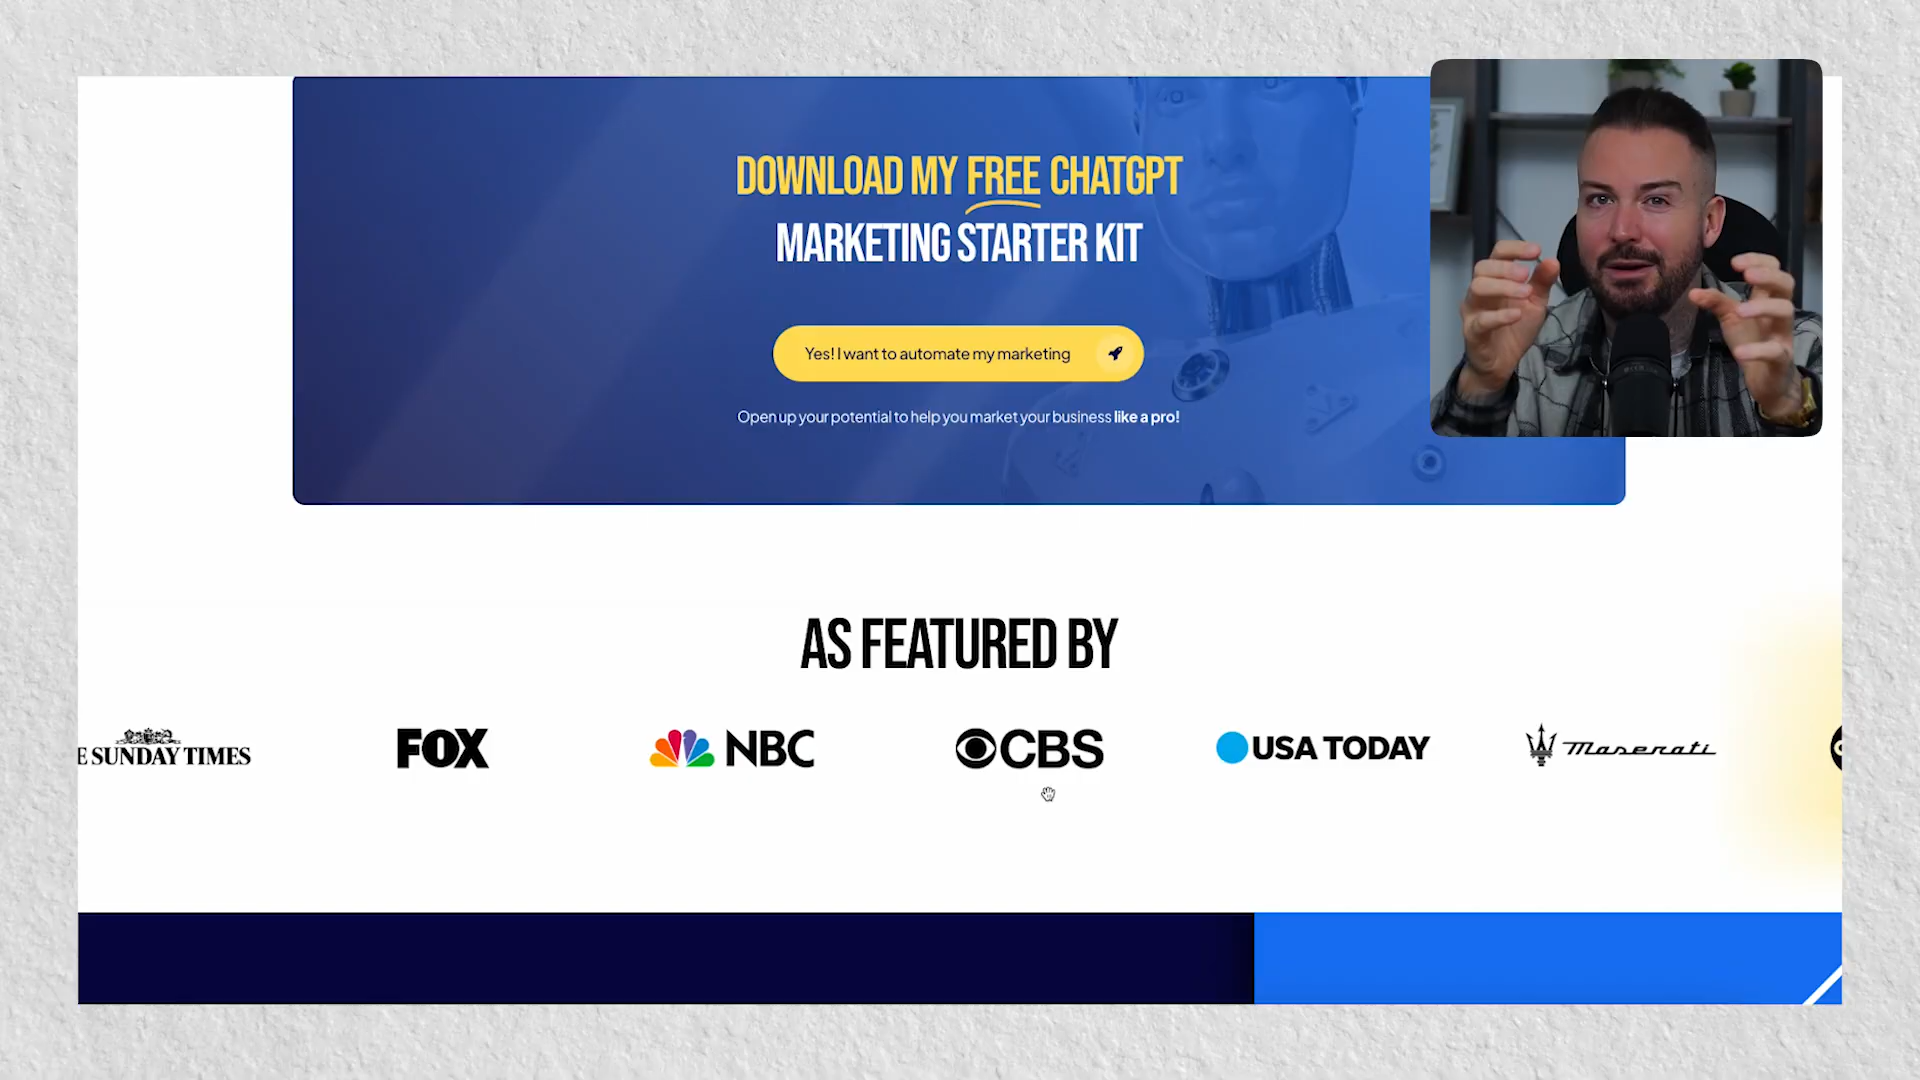 DOWNLOAD MY FREE CHATGPT
MARKETING STARTER KIT
Yes! I want to automate my marketing
Open up your potential to help you market your business like a pro!
AS FEATURED BY
E SUNDAY TIMES
FOX
NBC
CBS
USA TODAY
Maserati